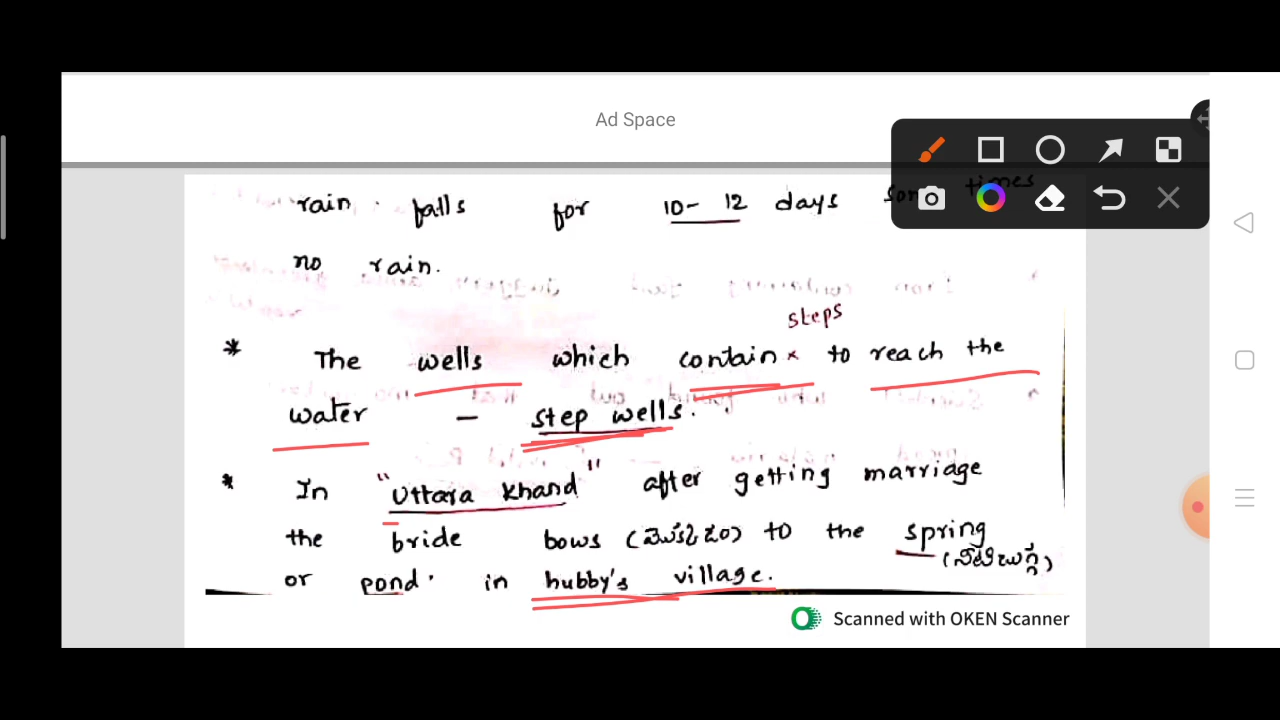 Ad Space
rain falls for 10-12 days some times
no rain.
steps
* The wells which contain × to reach the
water - step wells.
* In "Uttara Khand" after getting marriage
the bride bows to the spring
(నీటిబుగ్గ)
or pond in hubby's village.
Scanned with OKEN Scanner